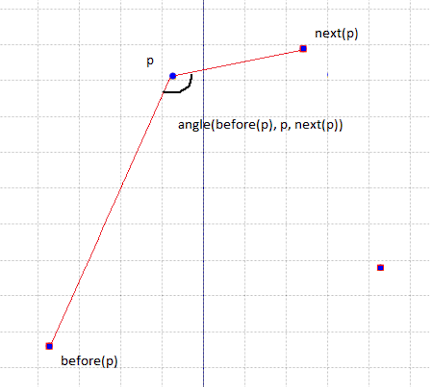 next(p)
p
angle(before(p), p, next(p))
before(p)